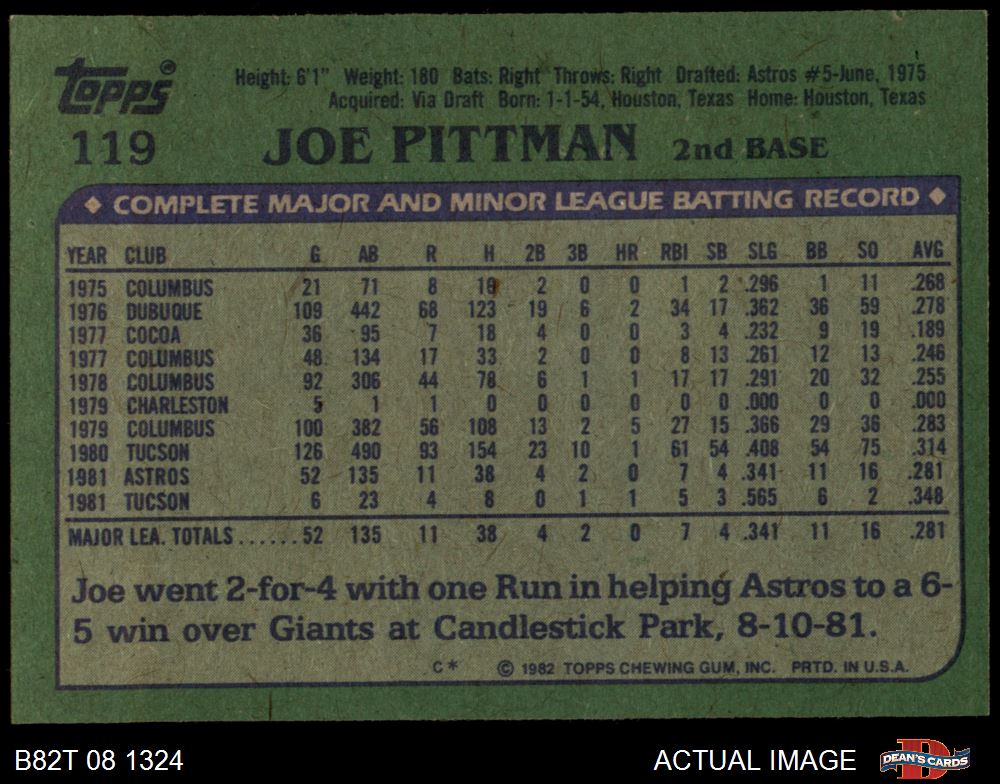 Topps®
Height: 6'1" Weight: 180 Bats: Right Throws: Right Drafted: Astros #5-June, 1975
Acquired: Via Draft Born: 1-1-54, Houston, Texas Home: Houston, Texas
119 JOE PITTMAN 2nd BASE
◆ COMPLETE MAJOR AND MINOR LEAGUE BATTING RECORD ◆
YEAR CLUB G AB R H 2B 3B HR RBI SB SLG BB SO AVG
1975 COLUMBUS 21 71 8 19 2 0 0 1 2 .296 1 11 .268
1976 DUBUQUE 109 442 68 123 19 6 2 34 17 .362 36 59 .278
1977 COCOA 36 95 7 18 4 0 0 3 4 .232 9 19 .189
1977 COLUMBUS 48 134 17 33 2 0 0 8 13 .261 12 13 .246
1978 COLUMBUS 92 306 44 78 6 1 1 17 17 .291 20 32 .255
1979 CHARLESTON 5 1 1 0 0 0 0 0 0 .000 0 0 .000
1979 COLUMBUS 100 382 56 108 13 2 5 27 15 .366 29 36 .283
1980 TUCSON 126 490 93 154 23 10 1 61 54 .408 54 75 .314
1981 ASTROS 52 135 11 38 4 2 0 7 4 .341 11 16 .281
1981 TUCSON 6 23 4 8 0 1 1 5 3 .565 6 2 .348
MAJOR LEA. TOTALS......52 135 11 38 4 2 0 7 4 .341 11 16 .281
Joe went 2-for-4 with one Run in helping Astros to a 6-
5 win over Giants at Candlestick Park, 8-10-81.
C* © 1982 TOPPS CHEWING GUM, INC. PRTD. IN U.S.A.
B82T 08 1324 ACTUAL IMAGE DEAN'S CARDS